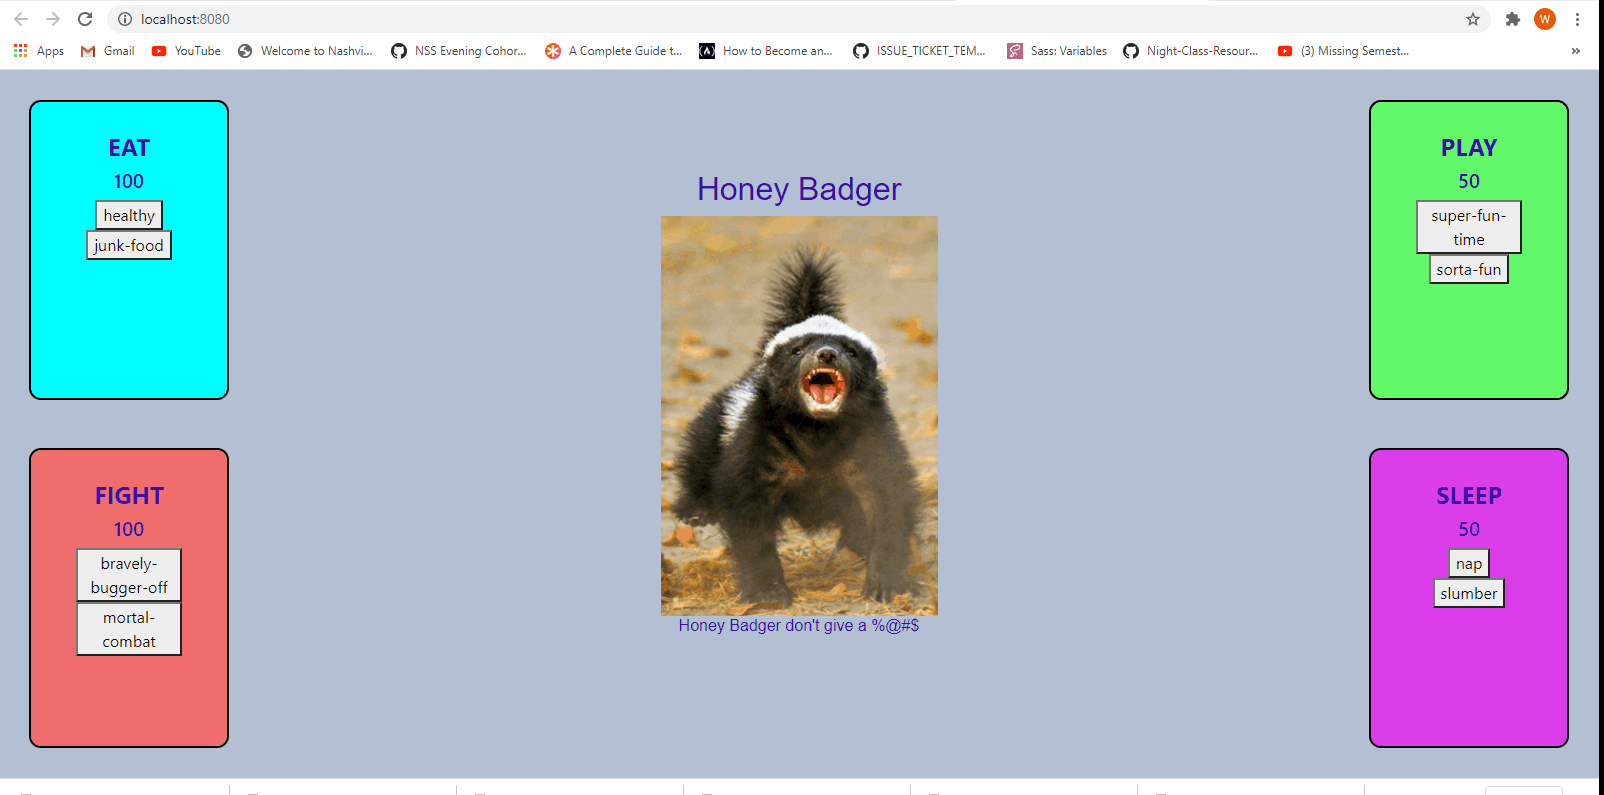 localhost:8080
W
Apps
Gmail
YouTube
Welcome to Nashvi...
NSS Evening Cohor...
A Complete Guide t...
How to Become an...
ISSUE_TICKET_TEM...
Sass: Variables
Night-Class-Resour...
(3) Missing Semest...
»
EAT
100
healthy
junk-food
Honey Badger
Honey Badger don't give a %@#$
PLAY
50
super-fun-
time
sorta-fun
FIGHT
100
bravely-
bugger-off
mortal-
combat
SLEEP
50
nap
slumber